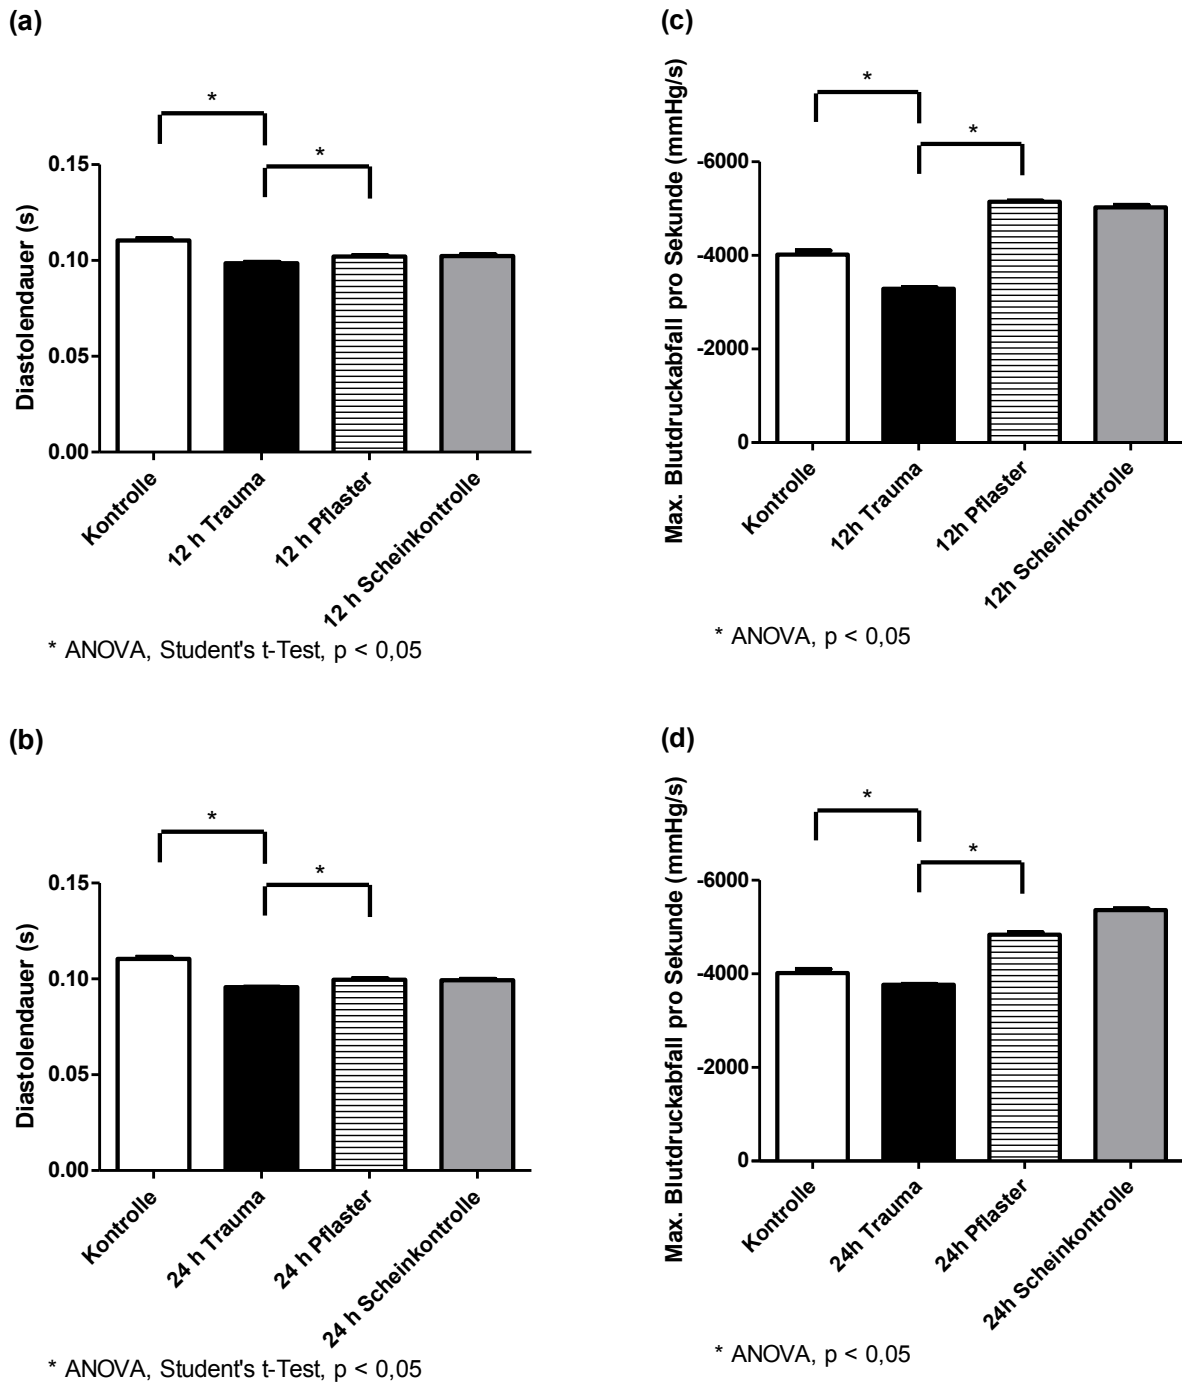 (a)
*
*
Diastolendauer (s)
0.15
0.10
0.05
0.00
Kontrolle
12 h Trauma
12 h Pflaster
12 h Scheinkontrolle
* ANOVA, Student's t-Test, p < 0,05
(c)
*
*
Max. Blutdruckabfall pro Sekunde (mmHg/s)
-6000
-4000
-2000
0
Kontrolle
12h Trauma
12h Pflaster
12h Scheinkontrolle
* ANOVA, p < 0,05
(b)
*
*
Diastolendauer (s)
0.15
0.10
0.05
0.00
Kontrolle
24 h Trauma
24 h Pflaster
24 h Scheinkontrolle
* ANOVA, Student's t-Test, p < 0,05
(d)
*
*
Max. Blutdruckabfall pro Sekunde (mmHg/s)
-6000
-4000
-2000
0
Kontrolle
24h Trauma
24h Pflaster
24h Scheinkontrolle
* ANOVA, p < 0,05